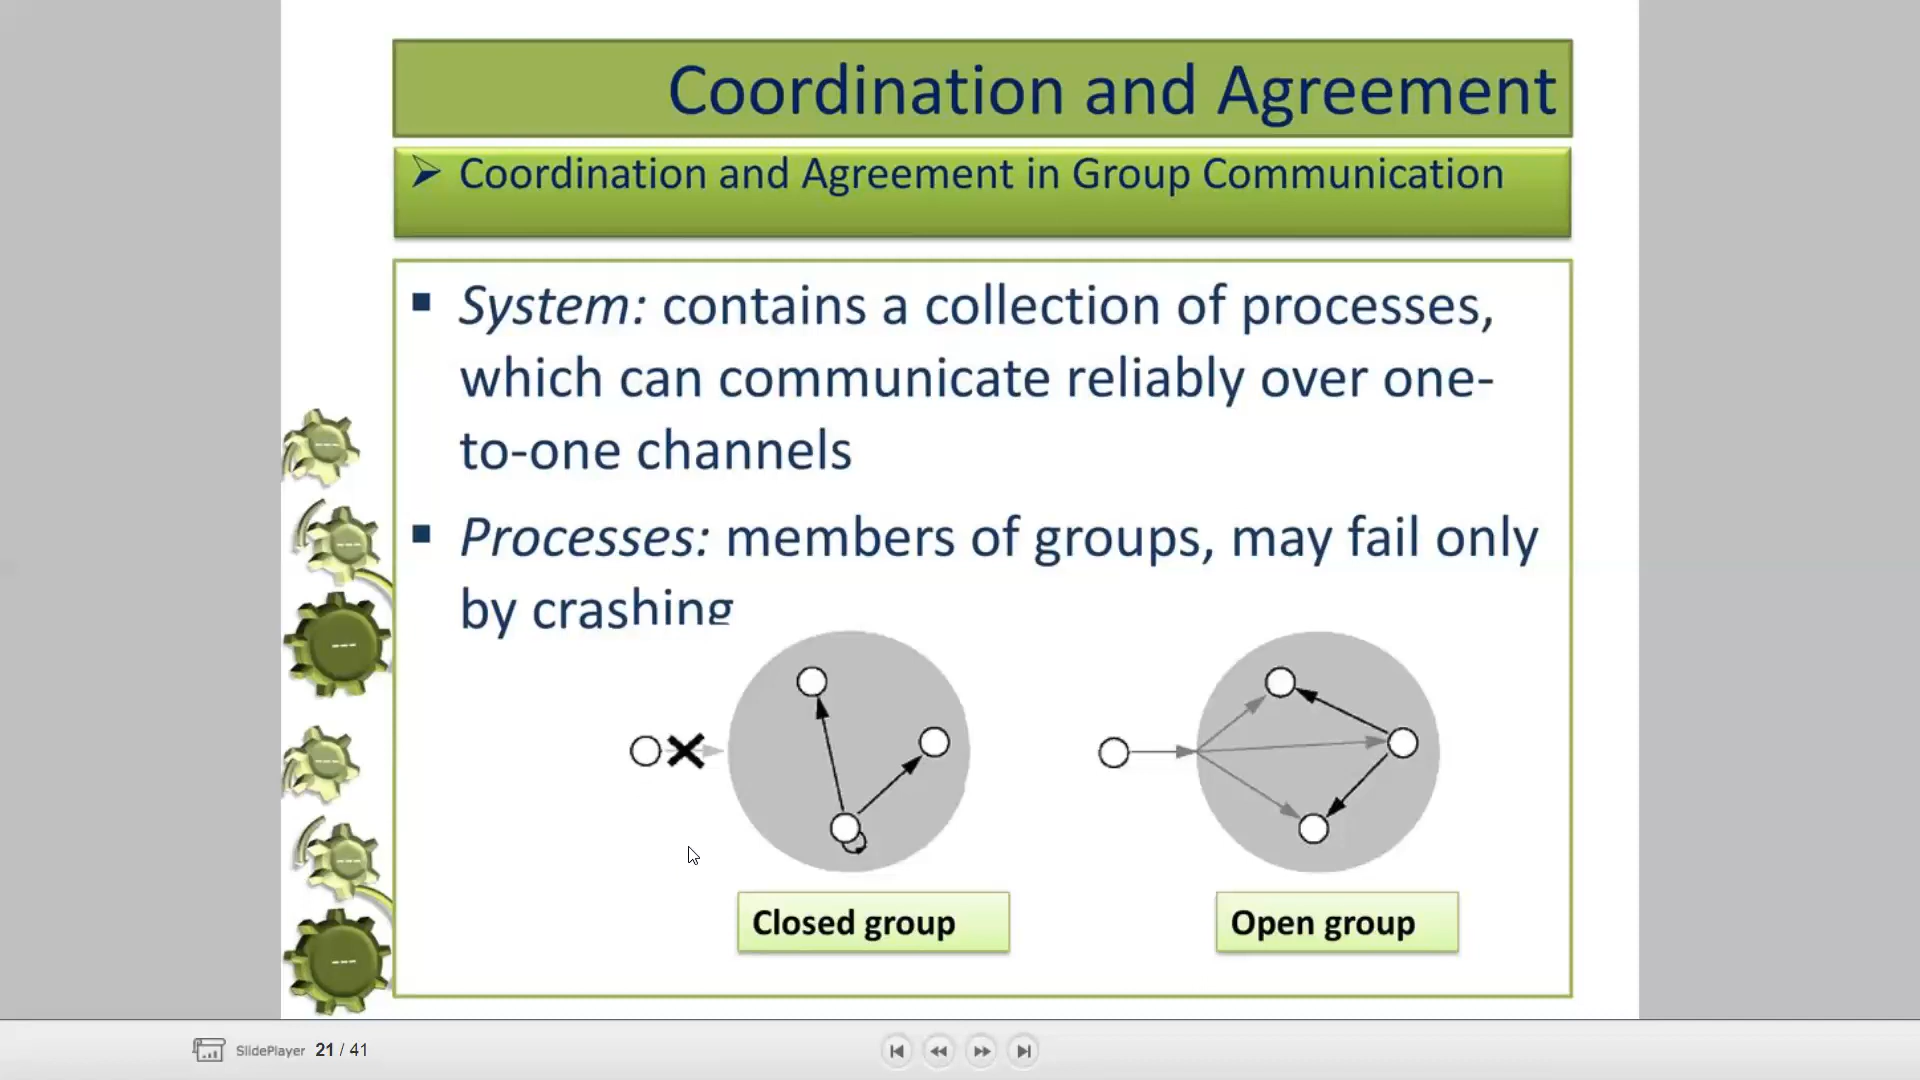 Coordination and Agreement
Coordination and Agreement in Group Communication
System: contains a collection of processes,
which can communicate reliably over one-
to-one channels
Processes: members of groups, may fail only
by crashing
Closed group
Open group
SlidePlayer 21 / 41